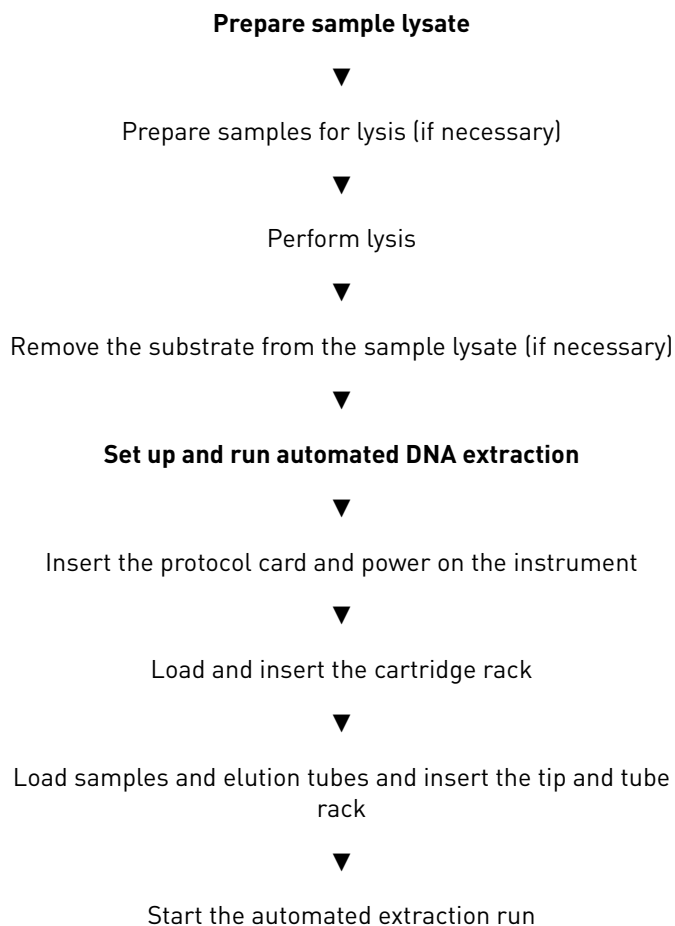 Prepare sample lysate
▼
Prepare samples for lysis (if necessary)
▼
Perform lysis
▼
Remove the substrate from the sample lysate (if necessary)
▼
Set up and run automated DNA extraction
▼
Insert the protocol card and power on the instrument
▼
Load and insert the cartridge rack
▼
Load samples and elution tubes and insert the tip and tube
rack
▼
Start the automated extraction run